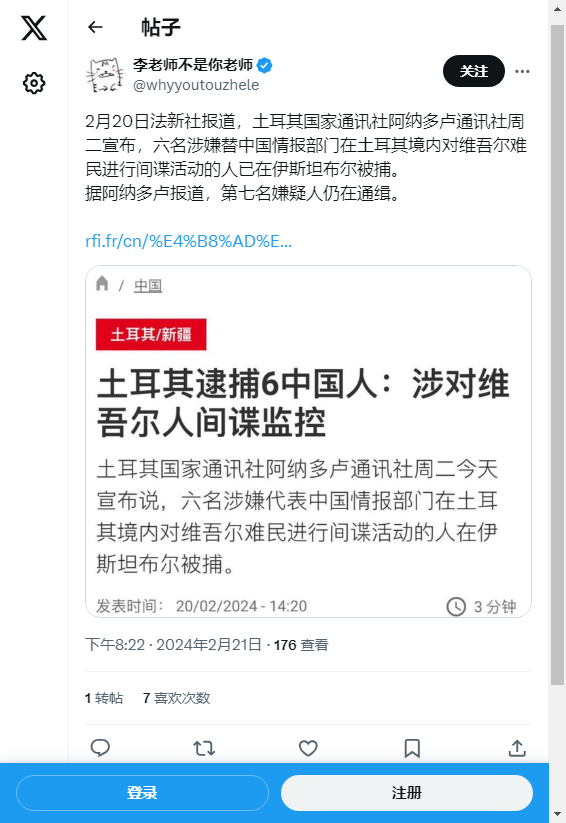 帖子
李老师不是你老师
@whyyoutouzhele
关注
2月20日法新社报道，土耳其国家通讯社阿纳多卢通讯社周
二宣布，六名涉嫌替中国情报部门在土耳其境内对维吾尔难
民进行间谍活动的人已在伊斯坦布尔被捕。
据阿纳多卢报道，第七名嫌疑人仍在通缉。
rfi.fr/cn/%E4%B8%AD%E...
/ 中国
土耳其/新疆
土耳其逮捕6中国人：涉对维
吾尔人间谍监控
土耳其国家通讯社阿纳多卢通讯社周二今天
宣布说，六名涉嫌代表中国情报部门在土耳
其境内对维吾尔难民进行间谍活动的人在伊
斯坦布尔被捕。
发表时间： 20/02/2024 - 14:20
3 分钟
下午8:22 · 2024年2月21日 · 176 查看
1 转帖 7 喜欢次数
登录
注册